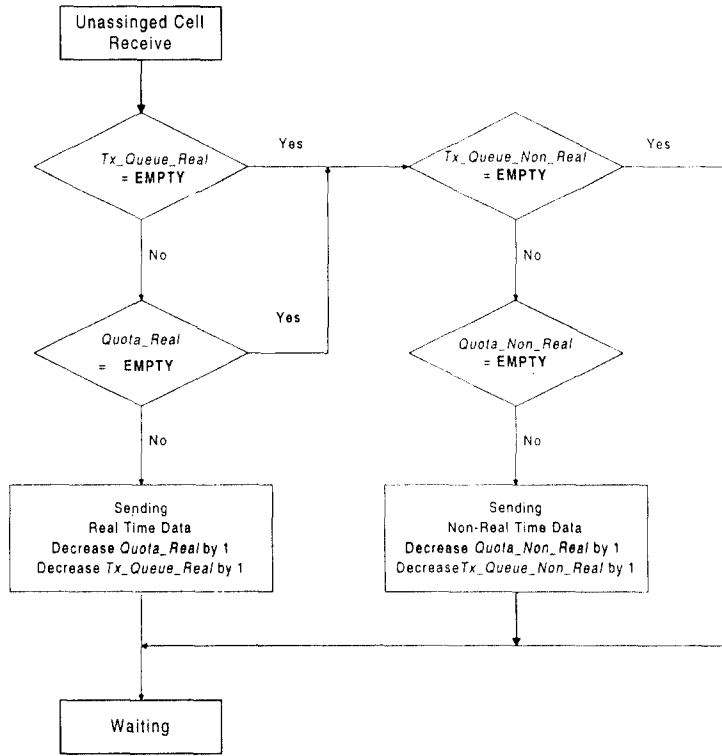 Unassinged Cell
Receive
Tx_Queue_Real
= EMPTY
Yes
Tx_Queue_Non_Real
= EMPTY
Yes
No
No
Quota_Real
= EMPTY
Yes
Quota_Non_Real
= EMPTY
No
No
Sending
Real Time Data
Decrease Quota_Real by 1
Decrease Tx_Queue_Real by 1
Sending
Non-Real Time Data
Decrease Quota_Non_Real by 1
DecreaseTx_Queue_Non_Real by 1
Waiting